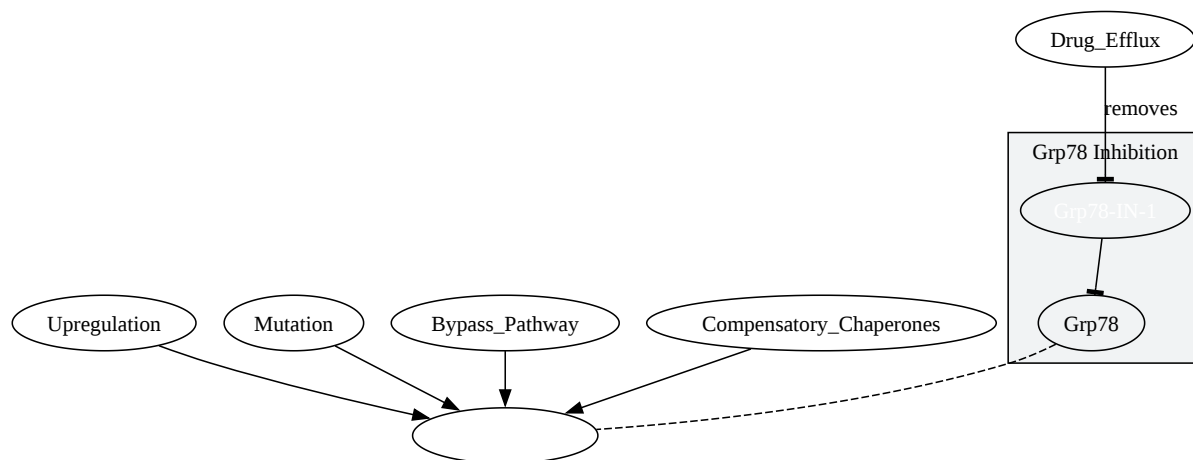 Drug_Efflux
removes
Grp78 Inhibition
Grp78-IN-1
Upregulation
Mutation
Bypass_Pathway
Compensatory_Chaperones
Grp78